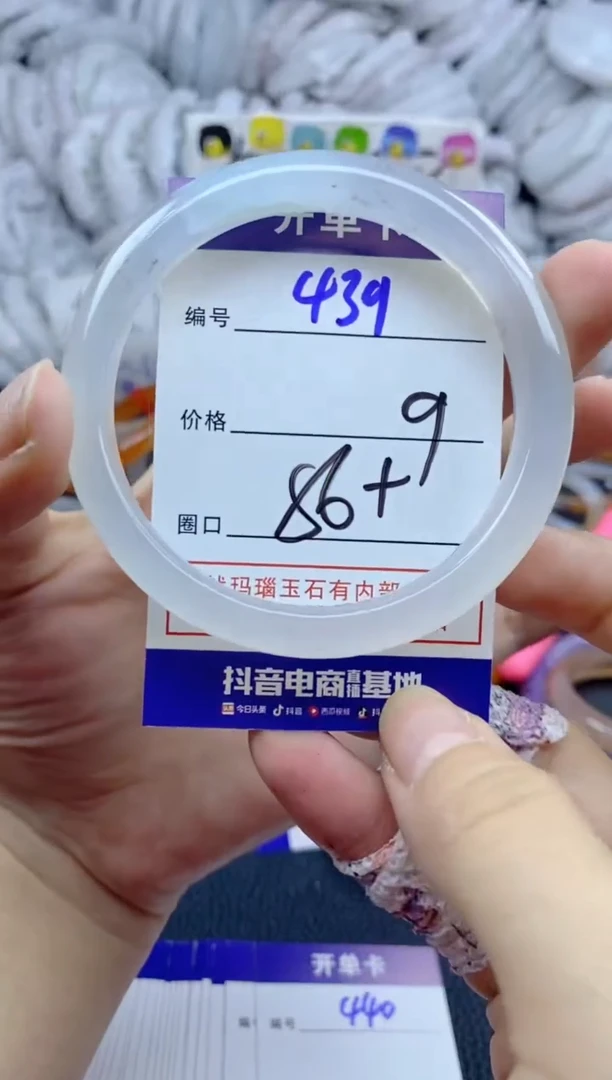 开单卡
编号 439
价格 9
圈口 86+
玛瑙玉石有内部
抖音电商直播基地
今日头条 抖音 西瓜视频
开单卡
编号 440